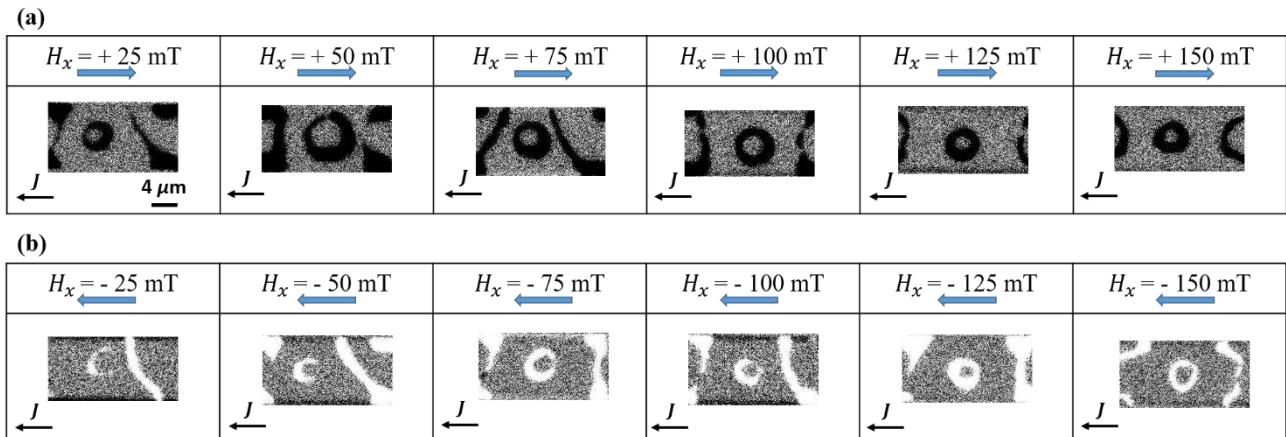 (a)
H_x = + 25 mT H_x = + 50 mT H_x = + 75 mT H_x = + 100 mT H_x = + 125 mT H_x = + 150 mT
J 4 μm J J J J J
(b)
H_x = - 25 mT H_x = - 50 mT H_x = - 75 mT H_x = - 100 mT H_x = - 125 mT H_x = - 150 mT
J J J J J J